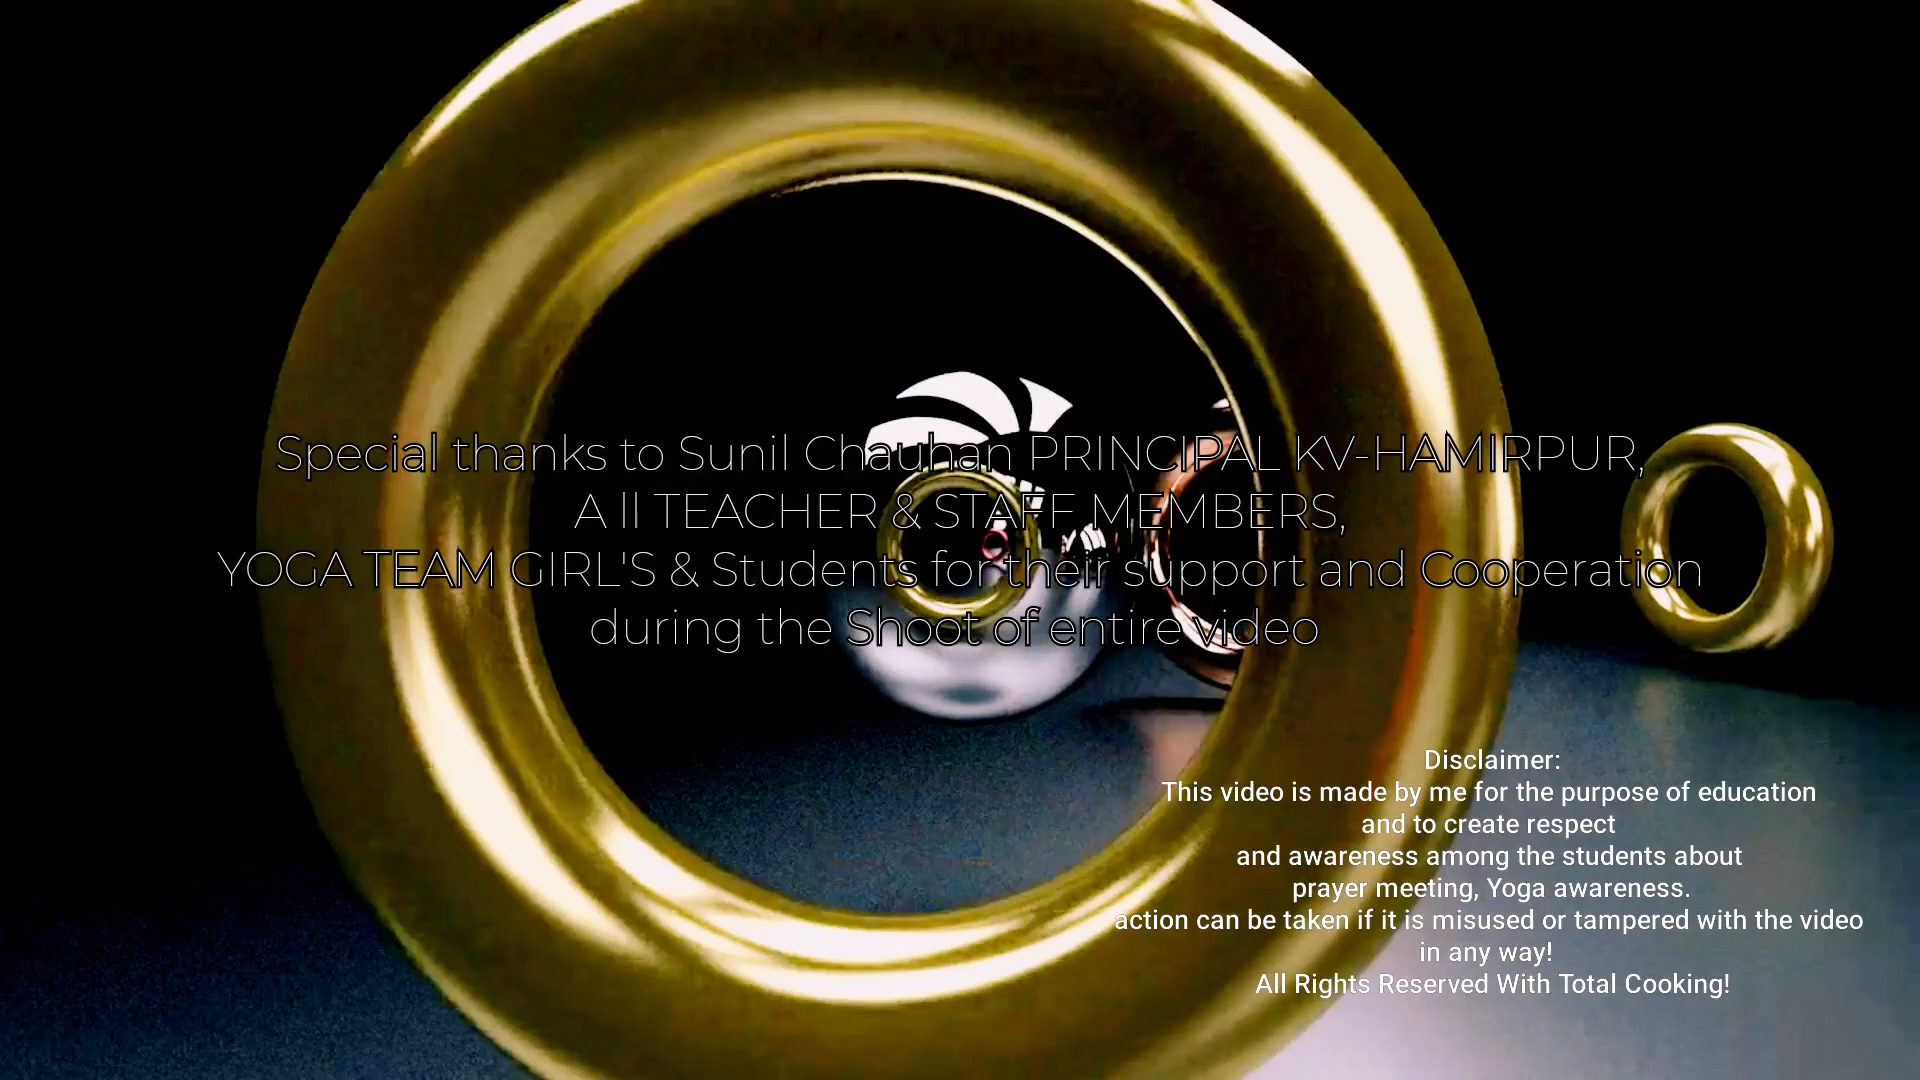 Special thanks to Sunil Chauhan PRINCIPAL KV-HAMIRPUR,
A ll TEACHER & STAFF MEMBERS,
YOGA TEAM GIRL'S & Students for their support and Cooperation
during the Shoot of entire video
Disclaimer:
This video is made by me for the purpose of education
and to create respect
and awareness among the students about
prayer meeting, Yoga awareness.
action can be taken if it is misused or tampered with the video
in any way!
All Rights Reserved With Total Cooking!